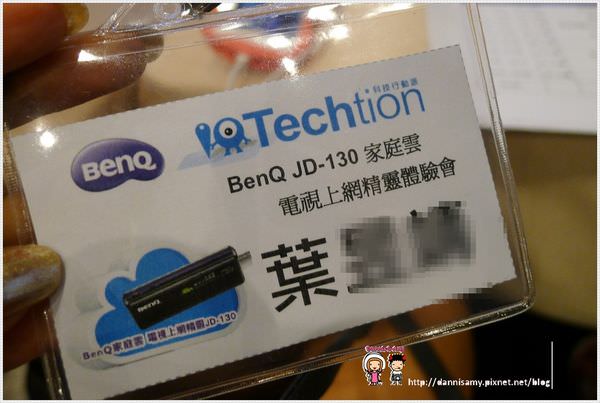 科技行動派
Techtion
BenQ
BenQ JD-130 家庭雲
電視上網精靈體驗會
葉
BenQ
BenQ家庭雲 電視上網精靈JD-130
http://dannisamy.pixnet.net/blog